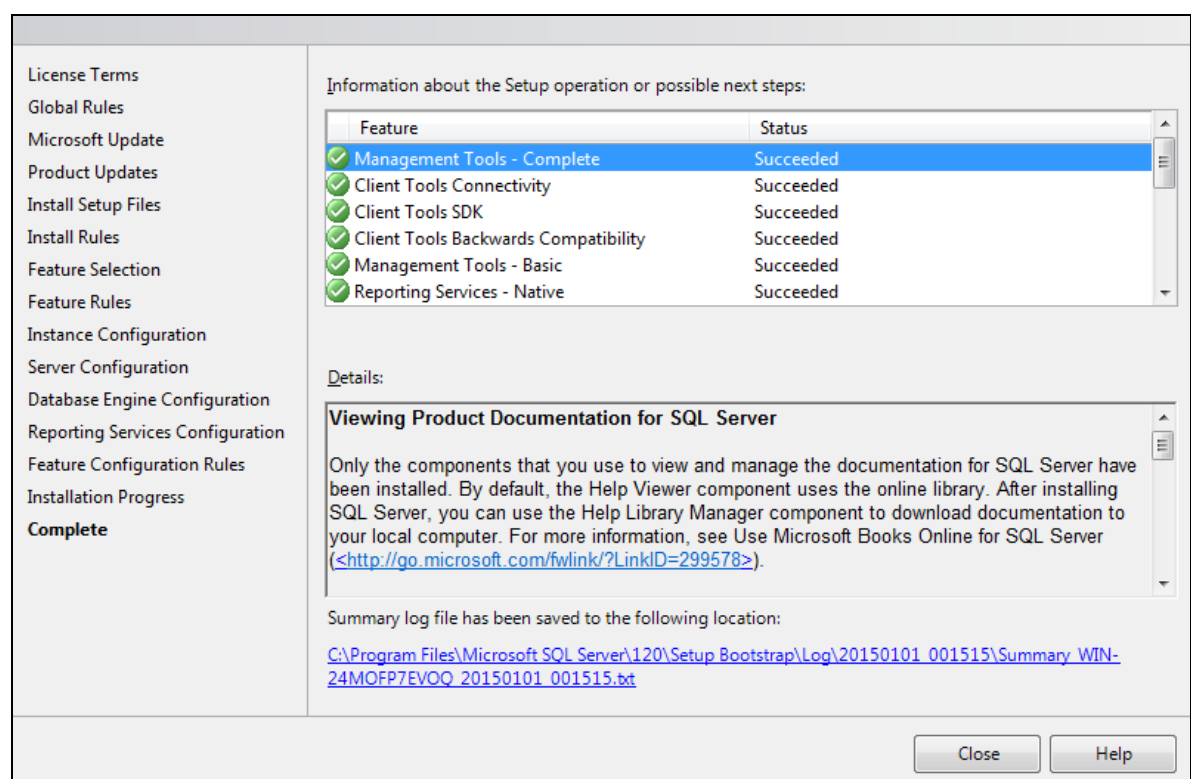 License Terms
Global Rules
Microsoft Update
Product Updates
Install Setup Files
Install Rules
Feature Selection
Feature Rules
Instance Configuration
Server Configuration
Database Engine Configuration
Reporting Services Configuration
Feature Configuration Rules
Installation Progress
Complete
Information about the Setup operation or possible next steps:
Feature Status
Management Tools - Complete Succeeded
Client Tools Connectivity Succeeded
Client Tools SDK Succeeded
Client Tools Backwards Compatibility Succeeded
Management Tools - Basic Succeeded
Reporting Services - Native Succeeded
Details:
Viewing Product Documentation for SQL Server
Only the components that you use to view and manage the documentation for SQL Server have
been installed. By default, the Help Viewer component uses the online library. After installing
SQL Server, you can use the Help Library Manager component to download documentation to
your local computer. For more information, see Use Microsoft Books Online for SQL Server
(<http://go.microsoft.com/fwlink/?LinkID=299578>).
Summary log file has been saved to the following location:
C:\Program Files\Microsoft SQL Server\120\Setup Bootstrap\Log\20150101_001515\Summary_WIN-
24MOFP7EVOQ_20150101_001515.txt
Close Help